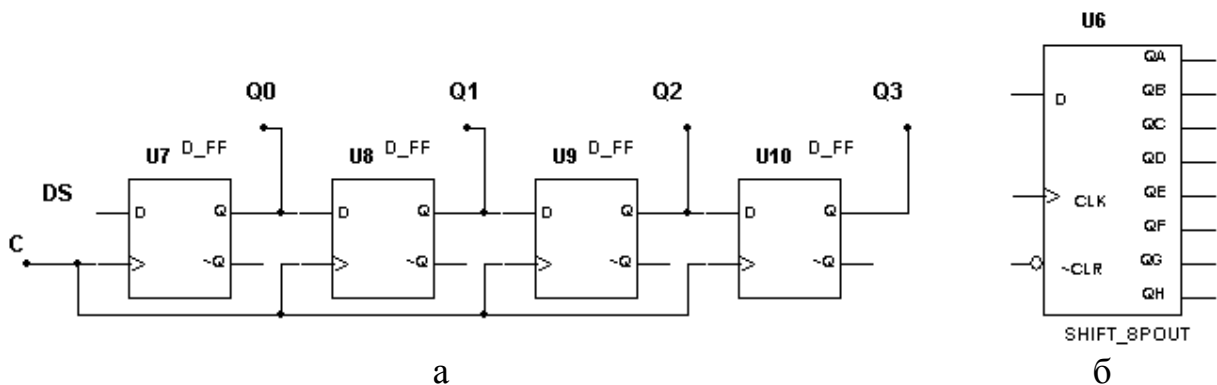 U6
Q0 Q1 Q2 Q3
U7 D_FF U8 D_FF U9 D_FF U10 D_FF
DS
D Q D Q D Q D Q
C
~Q ~Q ~Q ~Q
QA
D QB
QC
QD
CLK QE
QF
~CLR QG
QH
SHIFT_8POUT
а б